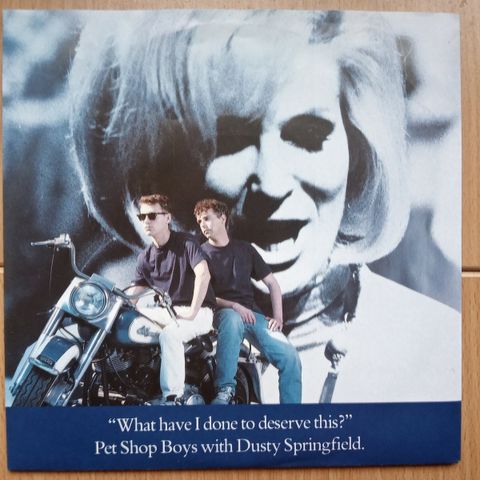 “What have I done to deserve this?”
Pet Shop Boys with Dusty Springfield.